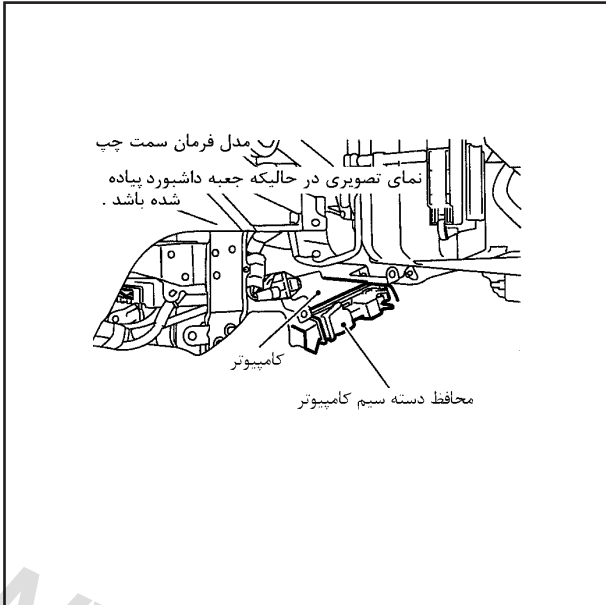 مدل فرمان سمت چپ
نمای تصویری در حالیکه جعبه داشبورد پیاده
شده باشد .
کامپیوتر
محافظ دسته سیم کامپیوتر